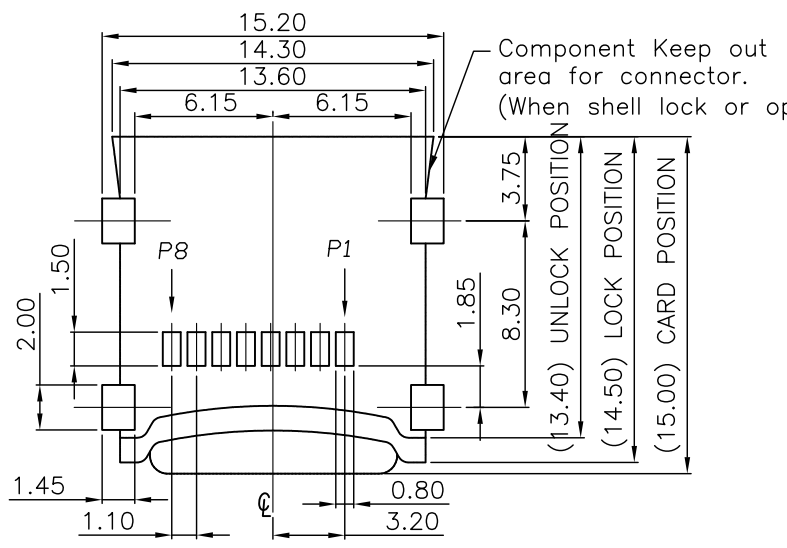 15.20
14.30
13.60
6.15
6.15
Component Keep out
area for connector.
(When shell lock or op
3.75
8.30
1.85
(13.40) UNLOCK POSITION
(14.50) LOCK POSITION
(15.00) CARD POSITION
P8
P1
1.50
2.00
1.45
1.10
℄
0.80
3.20